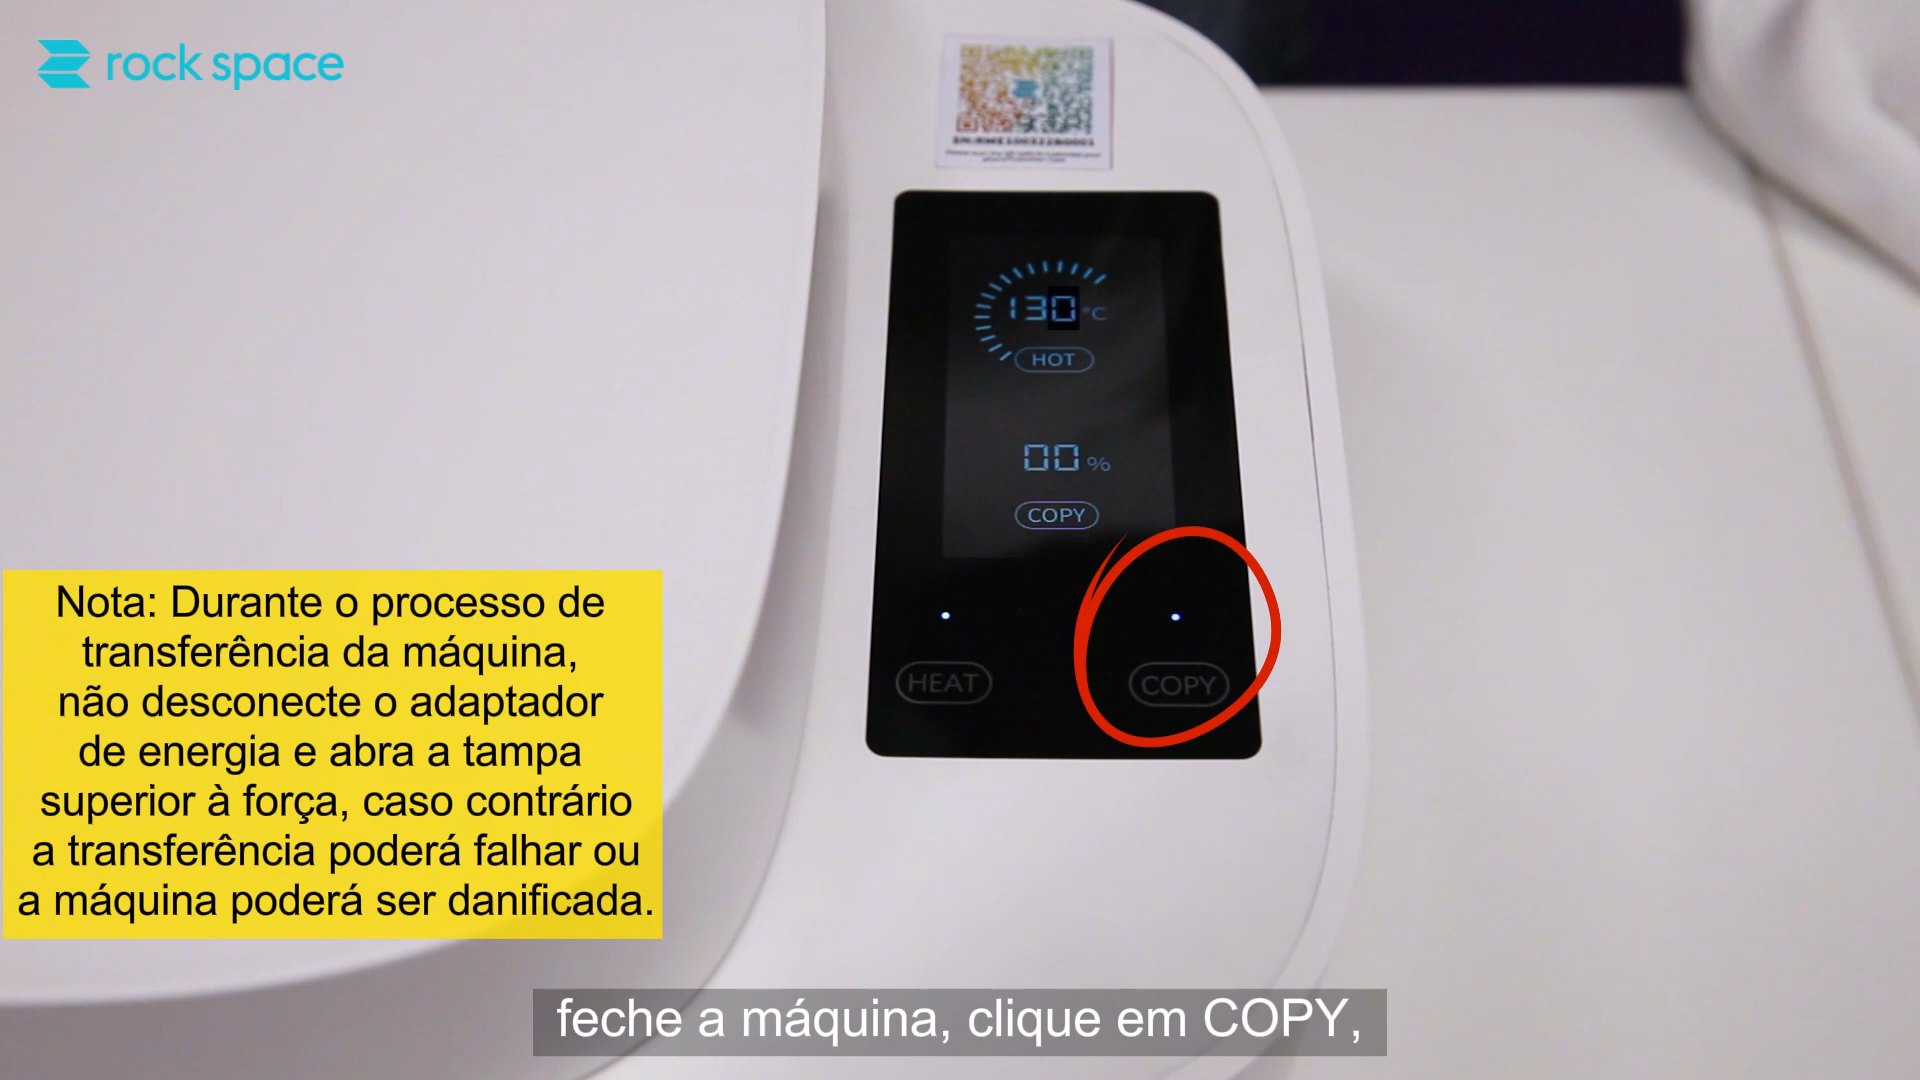 rock space
130 °C
HOT
00 %
COPY
HEAT
COPY
Nota: Durante o processo de
transferência da máquina,
não desconecte o adaptador
de energia e abra a tampa
superior à força, caso contrário
a transferência poderá falhar ou
a máquina poderá ser danificada.
feche a máquina, clique em COPY,